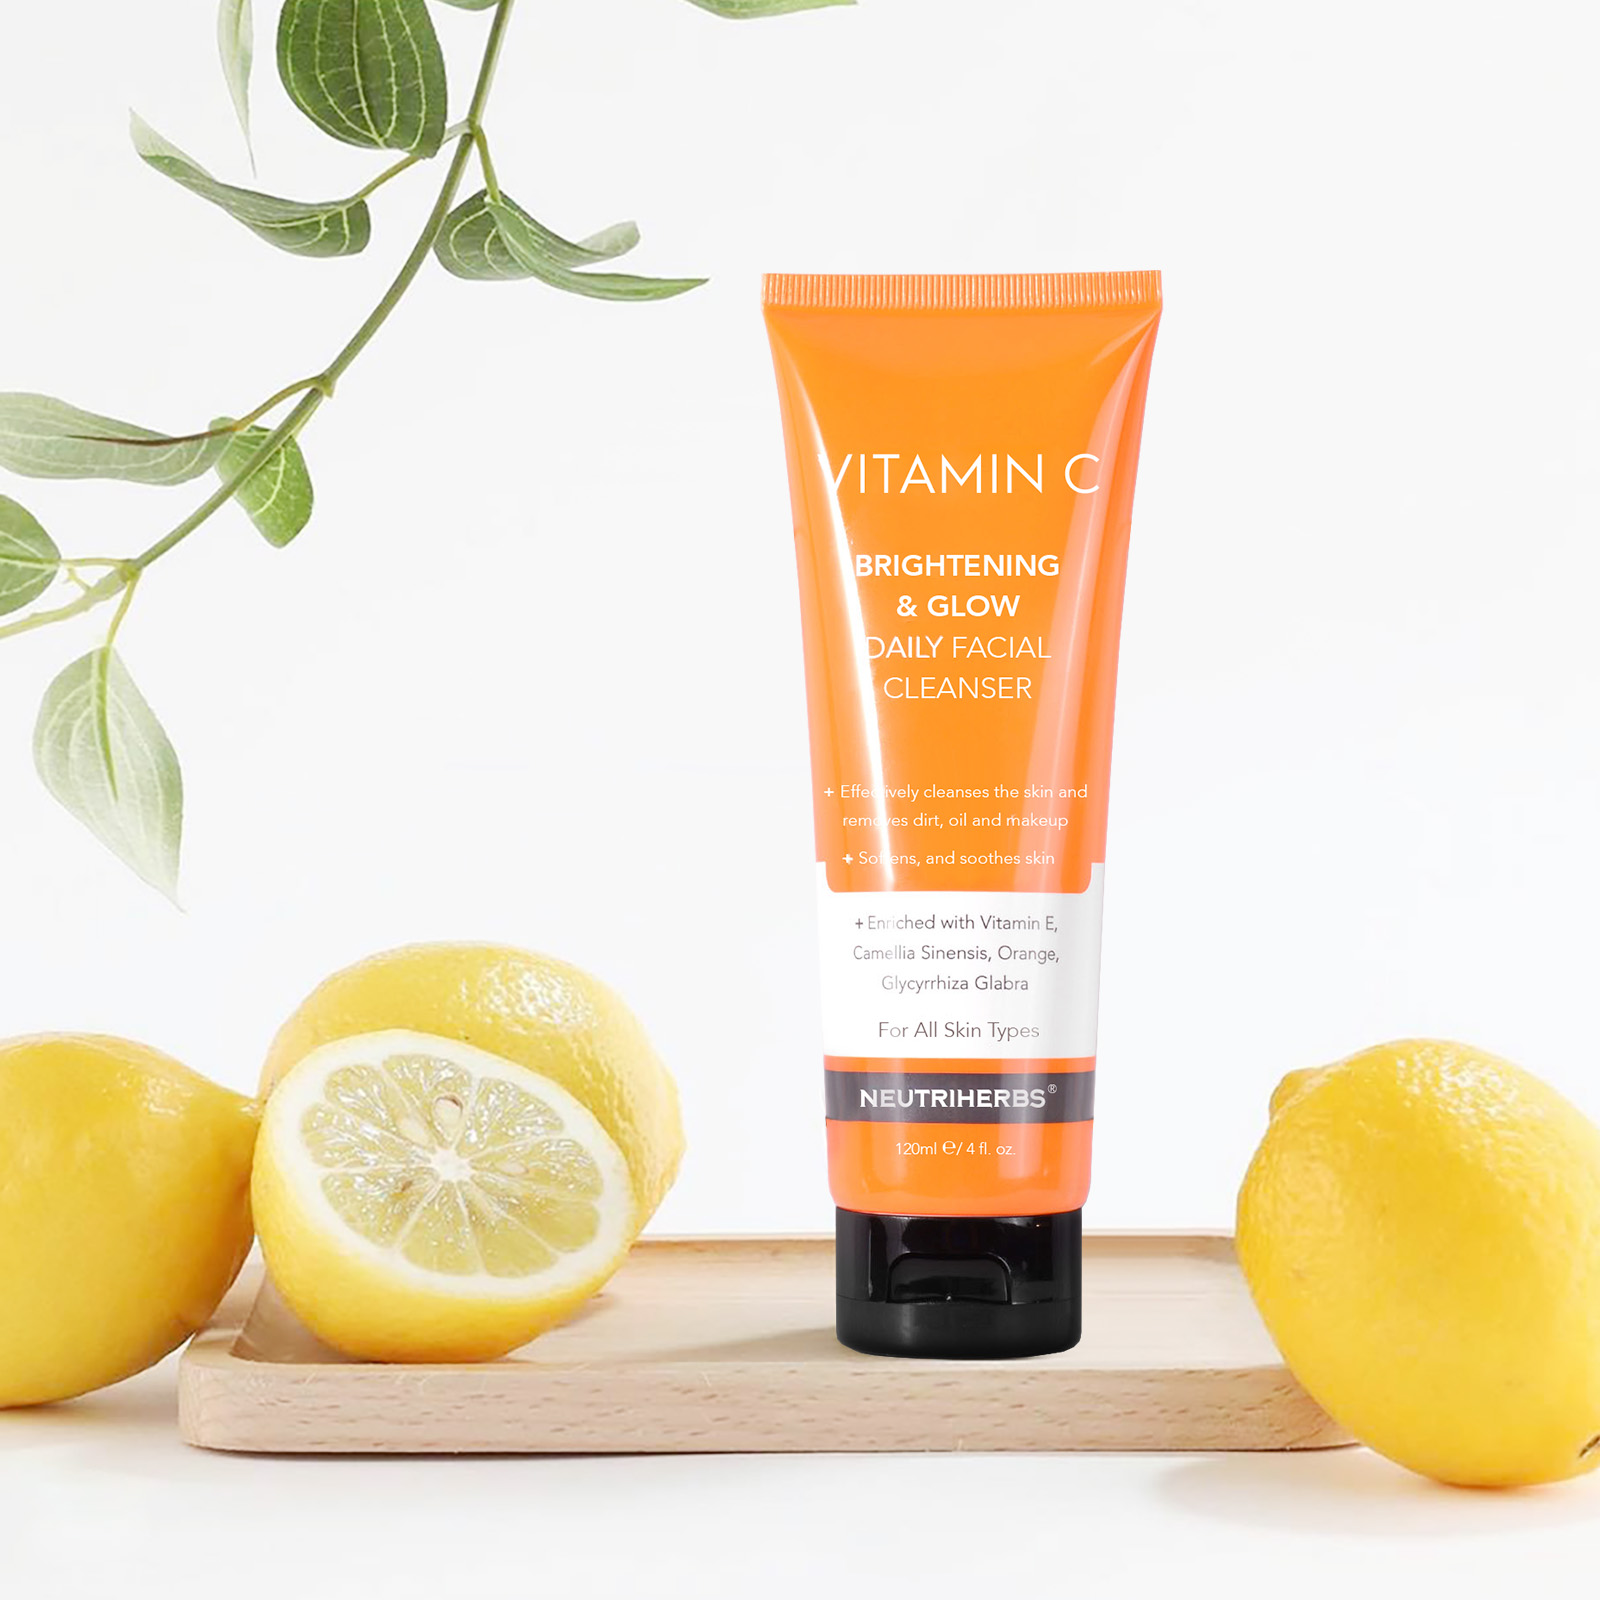 VITAMIN C
BRIGHTENING
& GLOW
DAILY FACIAL
CLEANSER
+ Effectively cleanses the skin and
removes dirt, oil and makeup
+ Softens, and soothes skin
+ Enriched with Vitamin E,
Camellia Sinensis, Orange,
Glycyrrhiza Glabra
For All Skin Types
NEUTRIHERBS®
120ml ℮/ 4 fl. oz.